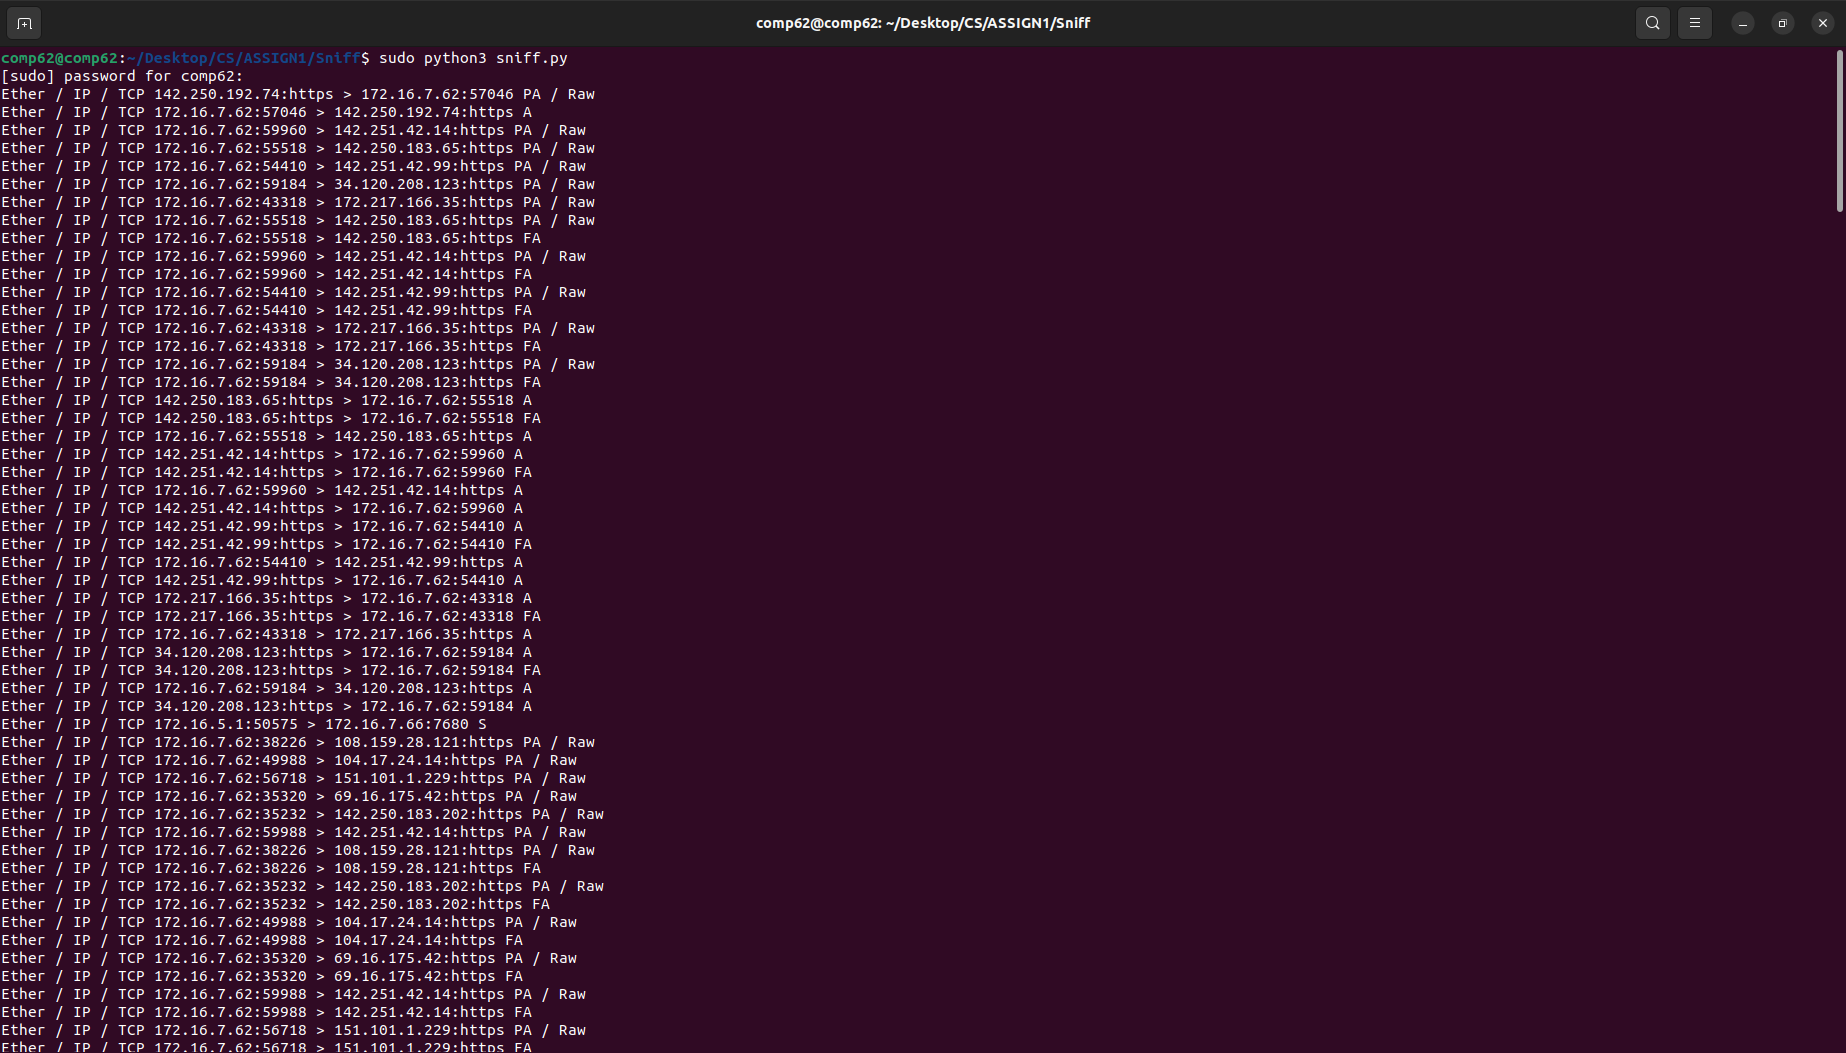 comp62@comp62: ~/Desktop/CS/ASSIGN1/Sniff
comp62@comp62:~/Desktop/CS/ASSIGN1/Sniff$ sudo python3 sniff.py
[sudo] password for comp62:
Ether / IP / TCP 142.250.192.74:https > 172.16.7.62:57046 PA / Raw
Ether / IP / TCP 172.16.7.62:57046 > 142.250.192.74:https A
Ether / IP / TCP 172.16.7.62:59960 > 142.251.42.14:https PA / Raw
Ether / IP / TCP 172.16.7.62:55518 > 142.250.183.65:https PA / Raw
Ether / IP / TCP 172.16.7.62:54410 > 142.251.42.99:https PA / Raw
Ether / IP / TCP 172.16.7.62:59184 > 34.120.208.123:https PA / Raw
Ether / IP / TCP 172.16.7.62:43318 > 172.217.166.35:https PA / Raw
Ether / IP / TCP 172.16.7.62:55518 > 142.250.183.65:https PA / Raw
Ether / IP / TCP 172.16.7.62:55518 > 142.250.183.65:https FA
Ether / IP / TCP 172.16.7.62:59960 > 142.251.42.14:https PA / Raw
Ether / IP / TCP 172.16.7.62:59960 > 142.251.42.14:https FA
Ether / IP / TCP 172.16.7.62:54410 > 142.251.42.99:https PA / Raw
Ether / IP / TCP 172.16.7.62:54410 > 142.251.42.99:https FA
Ether / IP / TCP 172.16.7.62:43318 > 172.217.166.35:https PA / Raw
Ether / IP / TCP 172.16.7.62:43318 > 172.217.166.35:https FA
Ether / IP / TCP 172.16.7.62:59184 > 34.120.208.123:https PA / Raw
Ether / IP / TCP 172.16.7.62:59184 > 34.120.208.123:https FA
Ether / IP / TCP 142.250.183.65:https > 172.16.7.62:55518 A
Ether / IP / TCP 142.250.183.65:https > 172.16.7.62:55518 FA
Ether / IP / TCP 172.16.7.62:55518 > 142.250.183.65:https A
Ether / IP / TCP 142.251.42.14:https > 172.16.7.62:59960 A
Ether / IP / TCP 142.251.42.14:https > 172.16.7.62:59960 FA
Ether / IP / TCP 172.16.7.62:59960 > 142.251.42.14:https A
Ether / IP / TCP 142.251.42.14:https > 172.16.7.62:59960 A
Ether / IP / TCP 142.251.42.99:https > 172.16.7.62:54410 A
Ether / IP / TCP 142.251.42.99:https > 172.16.7.62:54410 FA
Ether / IP / TCP 172.16.7.62:54410 > 142.251.42.99:https A
Ether / IP / TCP 142.251.42.99:https > 172.16.7.62:54410 A
Ether / IP / TCP 172.217.166.35:https > 172.16.7.62:43318 A
Ether / IP / TCP 172.217.166.35:https > 172.16.7.62:43318 FA
Ether / IP / TCP 172.16.7.62:43318 > 172.217.166.35:https A
Ether / IP / TCP 34.120.208.123:https > 172.16.7.62:59184 A
Ether / IP / TCP 34.120.208.123:https > 172.16.7.62:59184 FA
Ether / IP / TCP 172.16.7.62:59184 > 34.120.208.123:https A
Ether / IP / TCP 34.120.208.123:https > 172.16.7.62:59184 A
Ether / IP / TCP 172.16.5.1:50575 > 172.16.7.66:7680 S
Ether / IP / TCP 172.16.7.62:38226 > 108.159.28.121:https PA / Raw
Ether / IP / TCP 172.16.7.62:49988 > 104.17.24.14:https PA / Raw
Ether / IP / TCP 172.16.7.62:56718 > 151.101.1.229:https PA / Raw
Ether / IP / TCP 172.16.7.62:35320 > 69.16.175.42:https PA / Raw
Ether / IP / TCP 172.16.7.62:35232 > 142.250.183.202:https PA / Raw
Ether / IP / TCP 172.16.7.62:59988 > 142.251.42.14:https PA / Raw
Ether / IP / TCP 172.16.7.62:38226 > 108.159.28.121:https PA / Raw
Ether / IP / TCP 172.16.7.62:38226 > 108.159.28.121:https FA
Ether / IP / TCP 172.16.7.62:35232 > 142.250.183.202:https PA / Raw
Ether / IP / TCP 172.16.7.62:35232 > 142.250.183.202:https FA
Ether / IP / TCP 172.16.7.62:49988 > 104.17.24.14:https PA / Raw
Ether / IP / TCP 172.16.7.62:49988 > 104.17.24.14:https FA
Ether / IP / TCP 172.16.7.62:35320 > 69.16.175.42:https PA / Raw
Ether / IP / TCP 172.16.7.62:35320 > 69.16.175.42:https FA
Ether / IP / TCP 172.16.7.62:59988 > 142.251.42.14:https PA / Raw
Ether / IP / TCP 172.16.7.62:59988 > 142.251.42.14:https FA
Ether / IP / TCP 172.16.7.62:56718 > 151.101.1.229:https PA / Raw
Ether / IP / TCP 172.16.7.62:56718 > 151.101.1.229:https FA